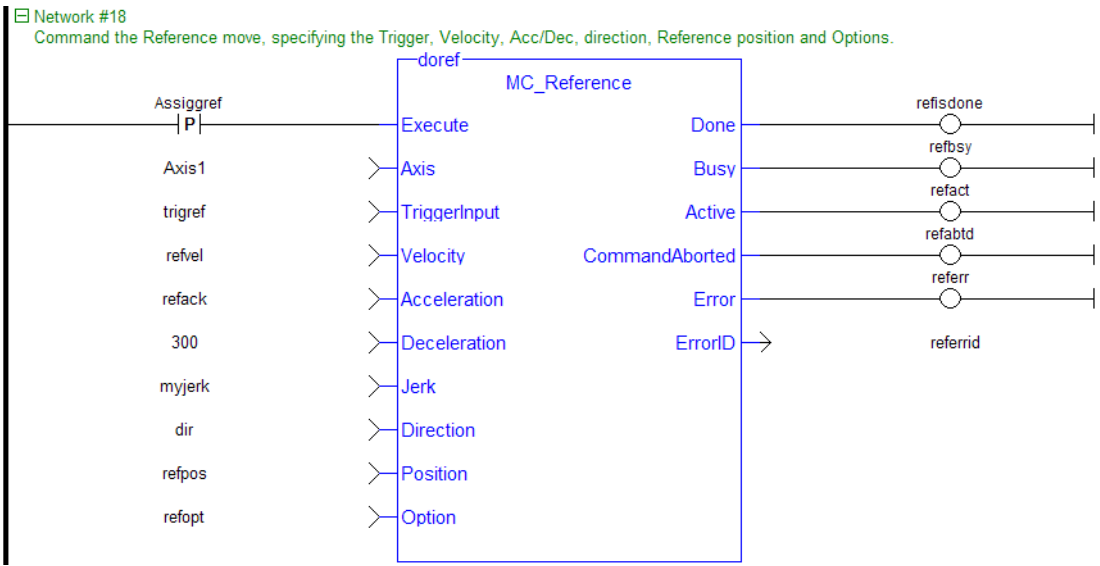 Network #18
Command the Reference move, specifying the Trigger, Velocity, Acc/Dec, direction, Reference position and Options.
doref
MC_Reference
Assiggref
P
Execute
Done
refisdone
Axis1
Axis
Busy
refbsy
trigref
TriggerInput
Active
refact
refvel
Velocity
CommandAborted
refabtd
refack
Acceleration
Error
referr
300
Deceleration
ErrorID
referrid
myjerk
Jerk
dir
Direction
refpos
Position
refopt
Option